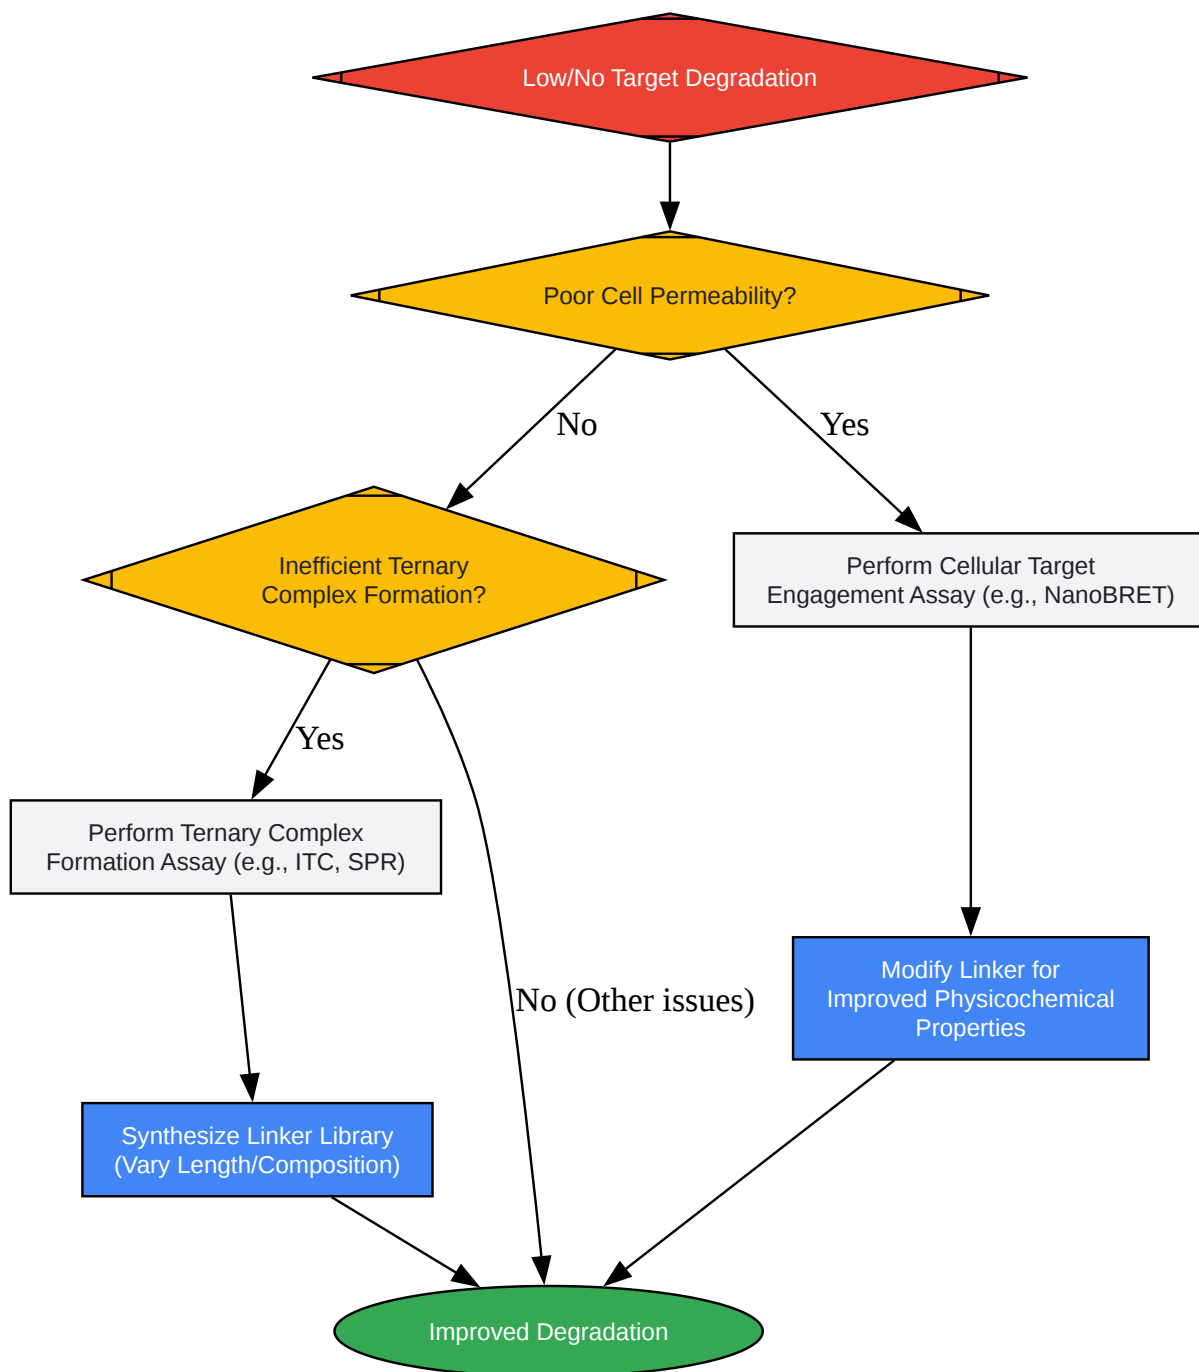 Low/No Target Degradation
Poor Cell Permeability?
No
Yes
Inefficient Ternary
Complex Formation?
Perform Cellular Target
Engagement Assay (e.g., NanoBRET)
Yes
Perform Ternary Complex
Formation Assay (e.g., ITC, SPR)
No (Other issues)
Modify Linker for
Improved Physicochemical
Properties
Synthesize Linker Library
(Vary Length/Composition)
Improved Degradation